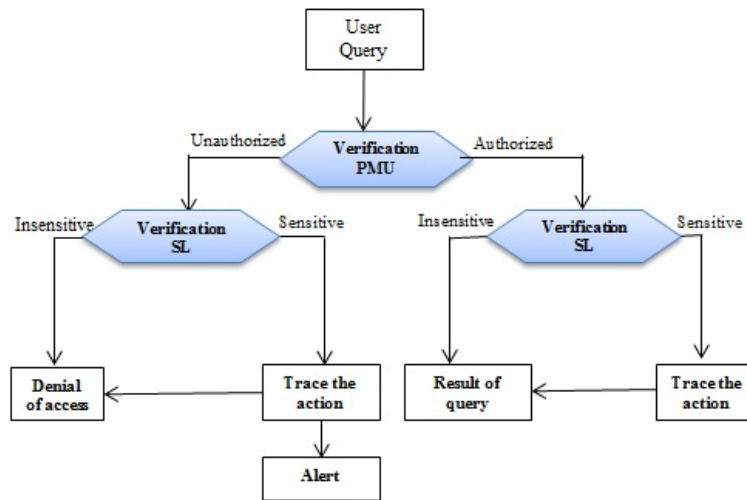 User
Query
Unauthorized
Verification
PMU
Authorized
Insensitive
Verification
SL
Sensitive
Insensitive
Verification
SL
Sensitive
Denial
of access
Trace the
action
Result of
query
Trace the
action
Alert